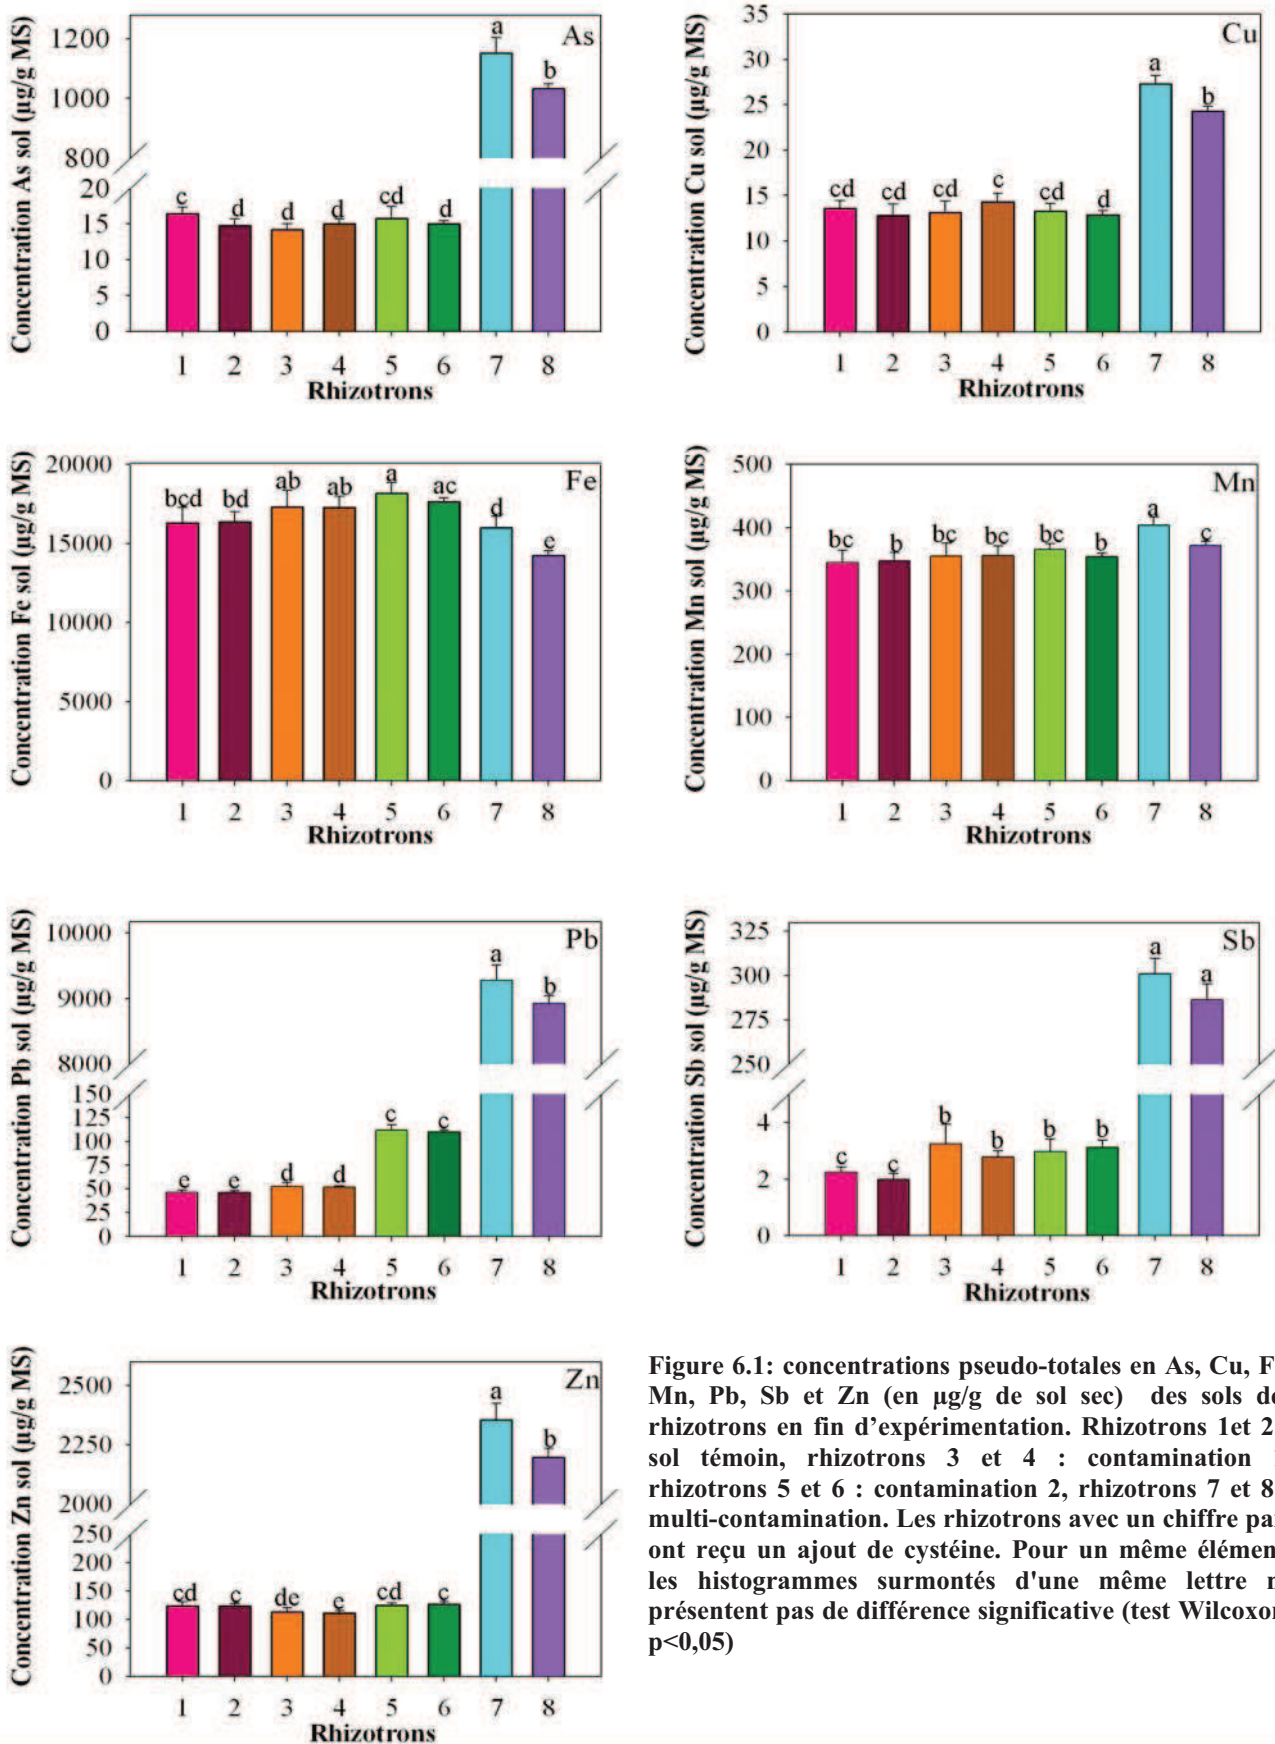 Concentration As sol (µg/g MS)
As
1200
1000
800
20
15
10
5
0
a
b
c
d
d
d
cd
d
1 2 3 4 5 6 7 8
Rhizotrons
Concentration Cu sol (µg/g MS)
Cu
35
30
25
20
15
10
5
0
a
b
cd
cd
cd
c
cd
d
1 2 3 4 5 6 7 8
Rhizotrons
Concentration Fe sol (µg/g MS)
Fe
20000
15000
10000
5000
0
bcd
bd
ab
ab
a
ac
d
e
1 2 3 4 5 6 7 8
Rhizotrons
Concentration Mn sol (µg/g MS)
Mn
500
400
300
200
100
0
bc
b
bc
bc
bc
b
a
c
1 2 3 4 5 6 7 8
Rhizotrons
Concentration Pb sol (µg/g MS)
Pb
10000
9000
8000
150
125
100
75
50
25
0
a
b
e
e
d
d
c
c
1 2 3 4 5 6 7 8
Rhizotrons
Concentration Sb sol (µg/g MS)
Sb
325
300
275
250
4
2
0
a
a
c
c
b
b
b
b
1 2 3 4 5 6 7 8
Rhizotrons
Concentration Zn sol (µg/g MS)
Zn
2500
2250
2000
250
200
150
100
50
0
a
b
cd
c
de
e
cd
c
1 2 3 4 5 6 7 8
Rhizotrons
Figure 6.1: concentrations pseudo-totales en As, Cu, F
Mn, Pb, Sb et Zn (en µg/g de sol sec) des sols de
rhizotrons en fin d'expérimentation. Rhizotrons 1et 2
sol témoin, rhizotrons 3 et 4 : contamination
rhizotrons 5 et 6 : contamination 2, rhizotrons 7 et 8
multi-contamination. Les rhizotrons avec un chiffre pai
ont reçu un ajout de cystéine. Pour un même élémen
les histogrammes surmontés d'une même lettre n
présentent pas de différence significative (test Wilcoxon
p<0,05)